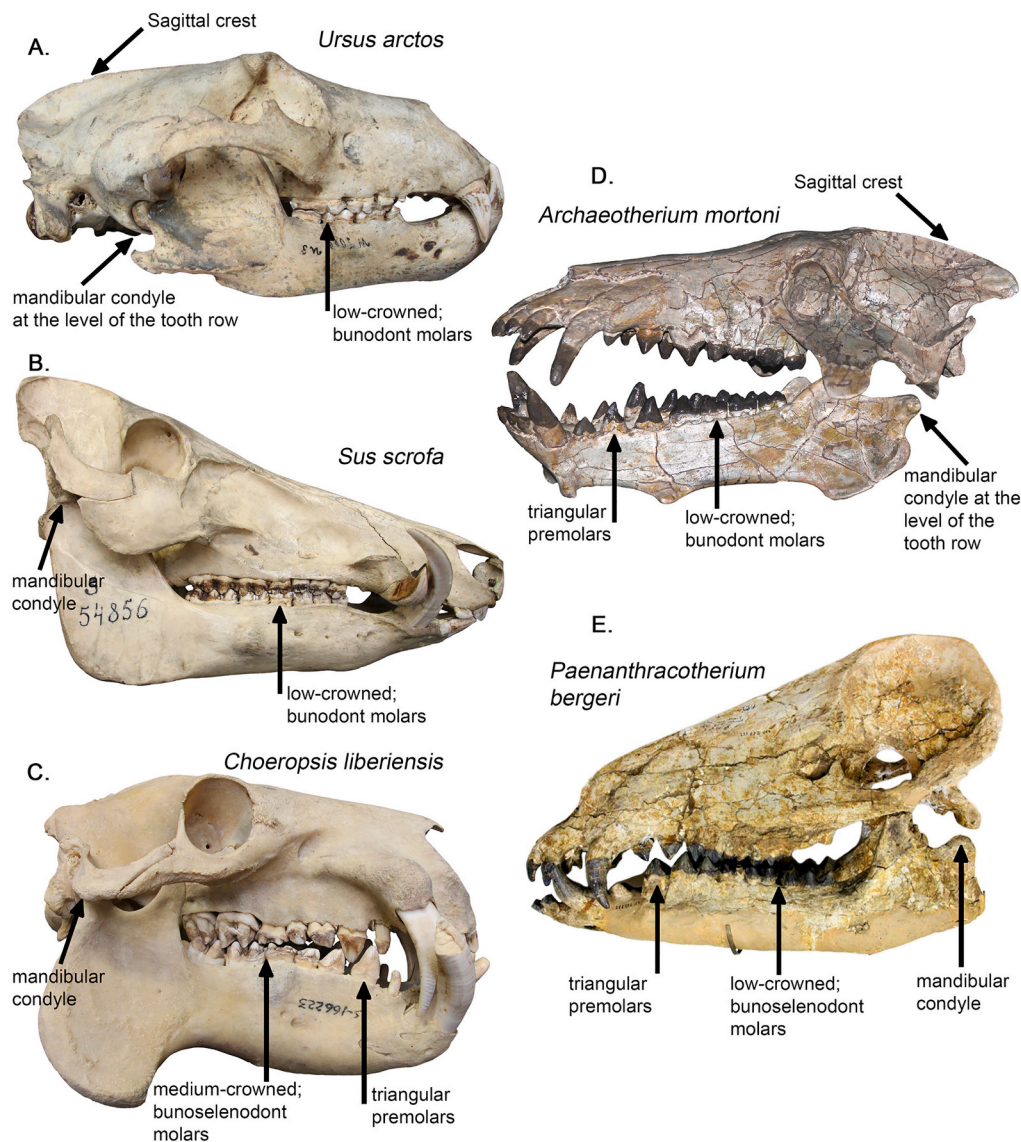 A.
Sagittal crest
Ursus arctos
mandibular condyle
at the level of the tooth row
low-crowned;
bunodont molars
B.
Sus scrofa
mandibular
condyle
54856
low-crowned;
bunodont molars
C.
Choeropsis liberiensis
mandibular
condyle
S-166223
medium-crowned;
bunoselenodont
molars
triangular
premolars
D.
Sagittal crest
Archaeotherium mortoni
triangular
premolars
low-crowned;
bunodont molars
mandibular
condyle at the
level of the
tooth row
E.
Paenanthracotherium
bergeri
triangular
premolars
low-crowned;
bunoselenodont
molars
mandibular
condyle